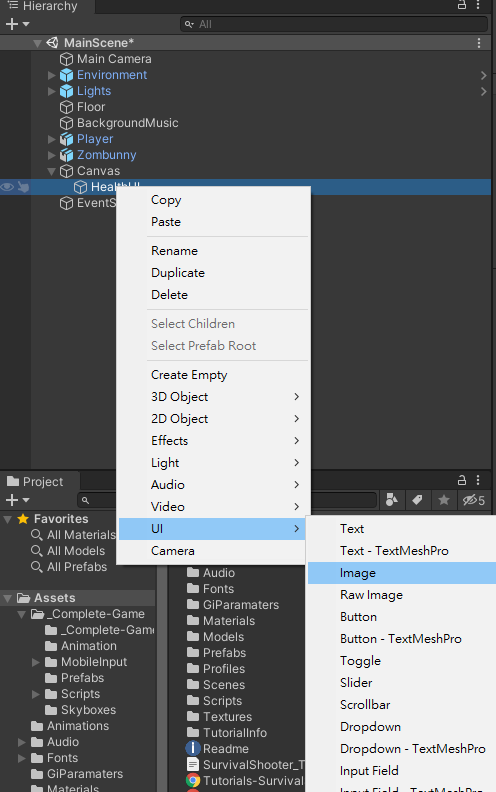 Hierarchy
All
MainScene*
Main Camera
Environment
Lights
Floor
BackgroundMusic
Player
Zombunny
Canvas
HealthUI
EventS
Copy
Paste
Rename
Duplicate
Delete
Select Children
Select Prefab Root
Create Empty
3D Object
2D Object
Effects
Light
Audio
Video
UI
Camera
Text
Text - TextMeshPro
Image
Raw Image
Button
Button - TextMeshPro
Toggle
Slider
Scrollbar
Dropdown
Dropdown - TextMeshPro
Input Field
Input Field - TextMeshPro
Project
5
Favorites
All Materials
All Models
All Prefabs
Assets
_Complete-Game
_Complete-Game
Animation
MobileInput
Prefabs
Scripts
Skyboxes
Animations
Audio
Fonts
GiParamaters
Materials
Audio
Fonts
GiParamaters
Materials
Models
Prefabs
Profiles
Scenes
Scripts
Textures
TutorialInfo
Readme
SurvivalShooter_T
Tutorials-Survival